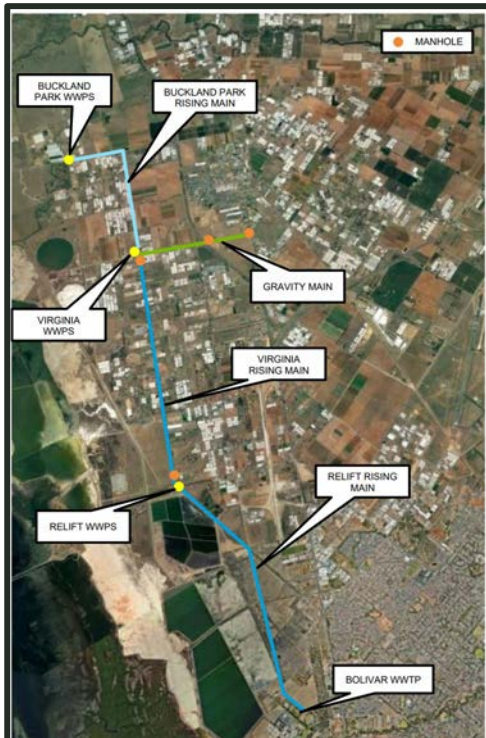 MANHOLE
BUCKLAND
PARK WWPS
BUCKLAND PARK
RISING MAIN
GRAVITY MAIN
VIRGINIA
WWPS
VIRGINIA
RISING MAIN
RELIFT RISING
MAIN
RELIFT WWPS
BOLIVAR WWTP